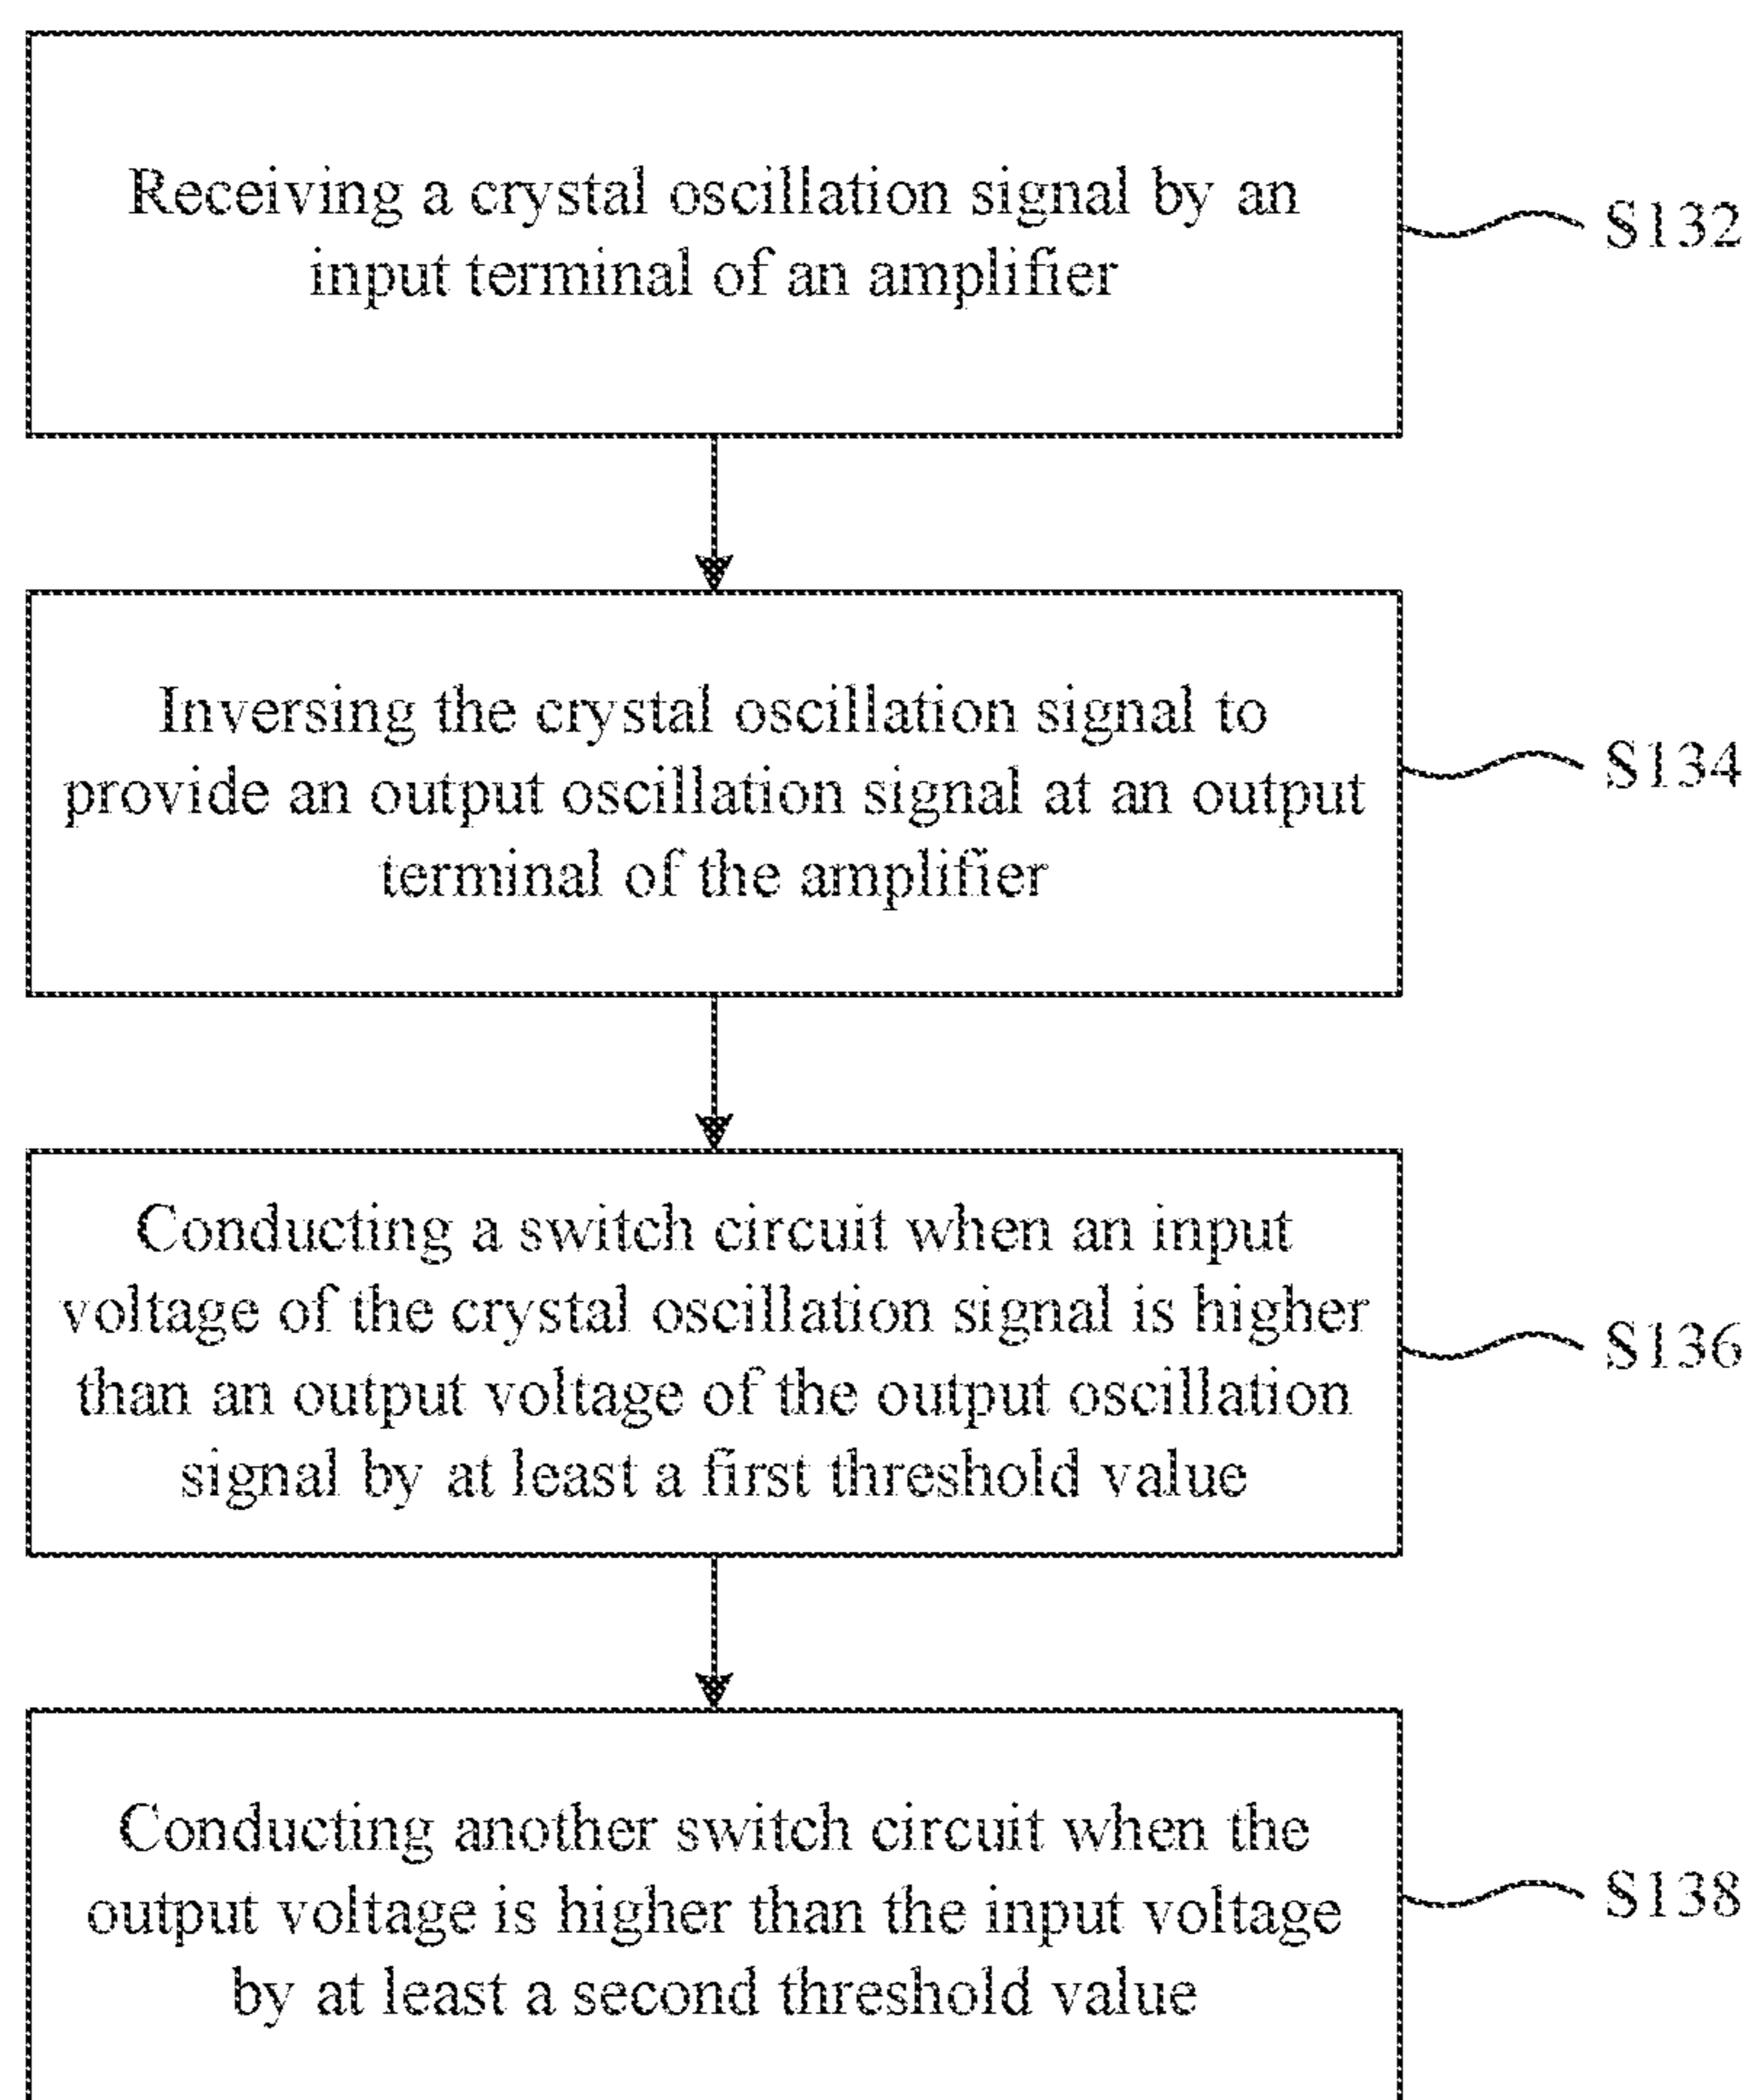 Receiving a crystal oscillation signal by an
input terminal of an amplifier
S132
Inversing the crystal oscillation signal to
provide an output oscillation signal at an output
terminal of the amplifier
S134
Conducting a switch circuit when an input
voltage of the crystal oscillation signal is higher
than an output voltage of the output oscillation
signal by at least a first threshold value
S136
Conducting another switch circuit when the
output voltage is higher than the input voltage
by at least a second threshold value
S138